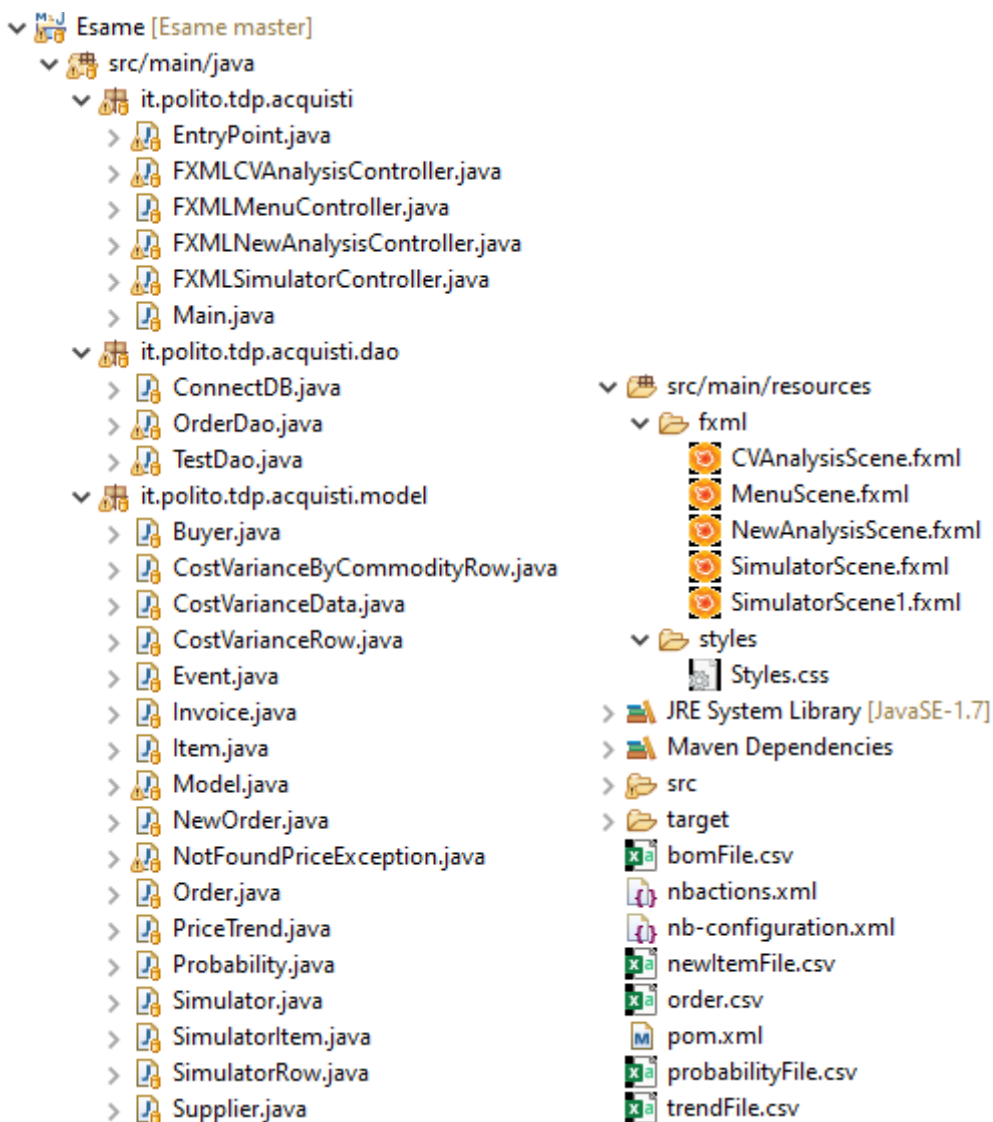 Esame [Esame master]
src/main/java
it.polito.tdp.acquisti
EntryPoint.java
FXMLCVAnalysisController.java
FXMLMenuController.java
FXMLNewAnalysisController.java
FXMLSimulatorController.java
Main.java
it.polito.tdp.acquisti.dao
ConnectDB.java
OrderDao.java
TestDao.java
it.polito.tdp.acquisti.model
Buyer.java
CostVarianceByCommodityRow.java
CostVarianceData.java
CostVarianceRow.java
Event.java
Invoice.java
Item.java
Model.java
NewOrder.java
NotFoundPriceException.java
Order.java
PriceTrend.java
Probability.java
Simulator.java
SimulatorItem.java
SimulatorRow.java
Supplier.java
src/main/resources
fxml
CVAnalysisScene.fxml
MenuScene.fxml
NewAnalysisScene.fxml
SimulatorScene.fxml
SimulatorScene1.fxml
styles
Styles.css
JRE System Library [JavaSE-1.7]
Maven Dependencies
src
target
bomFile.csv
nbactions.xml
nb-configuration.xml
newItemFile.csv
order.csv
pom.xml
probabilityFile.csv
trendFile.csv